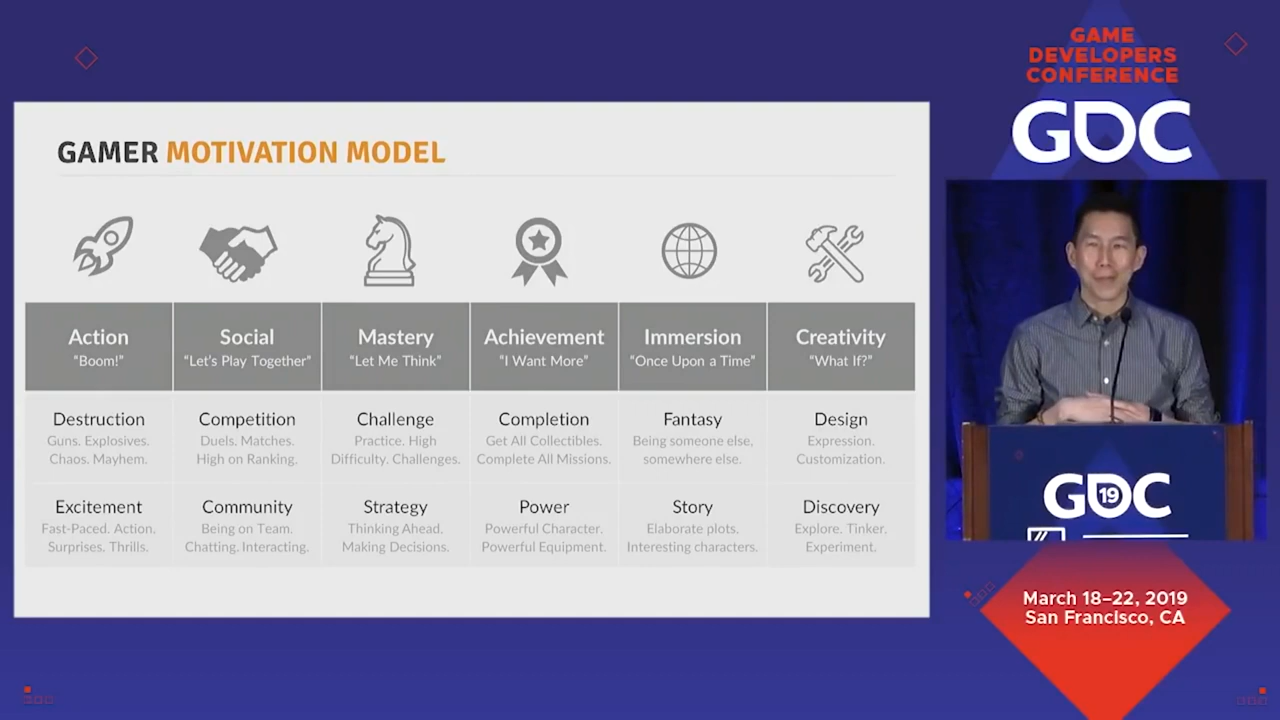 GAMER MOTIVATION MODEL
Action
"Boom!"
Social
"Let's Play Together"
Mastery
"Let Me Think"
Achievement
"I Want More"
Immersion
"Once Upon a Time"
Creativity
"What If?"
Destruction
Guns. Explosives.
Chaos. Mayhem.
Competition
Duels. Matches.
High on Ranking.
Challenge
Practice. High
Difficulty. Challenges.
Completion
Get All Collectibles.
Complete All Missions.
Fantasy
Being someone else,
somewhere else.
Design
Expression.
Customization.
Excitement
Fast-Paced. Action.
Surprises. Thrills.
Community
Being on Team.
Chatting. Interacting.
Strategy
Thinking Ahead.
Making Decisions.
Power
Powerful Character.
Powerful Equipment.
Story
Elaborate plots.
Interesting characters.
Discovery
Explore. Tinker.
Experiment.
GAME
DEVELOPERS
CONFERENCE
GDC
GDC
19
March 18–22, 2019
San Francisco, CA